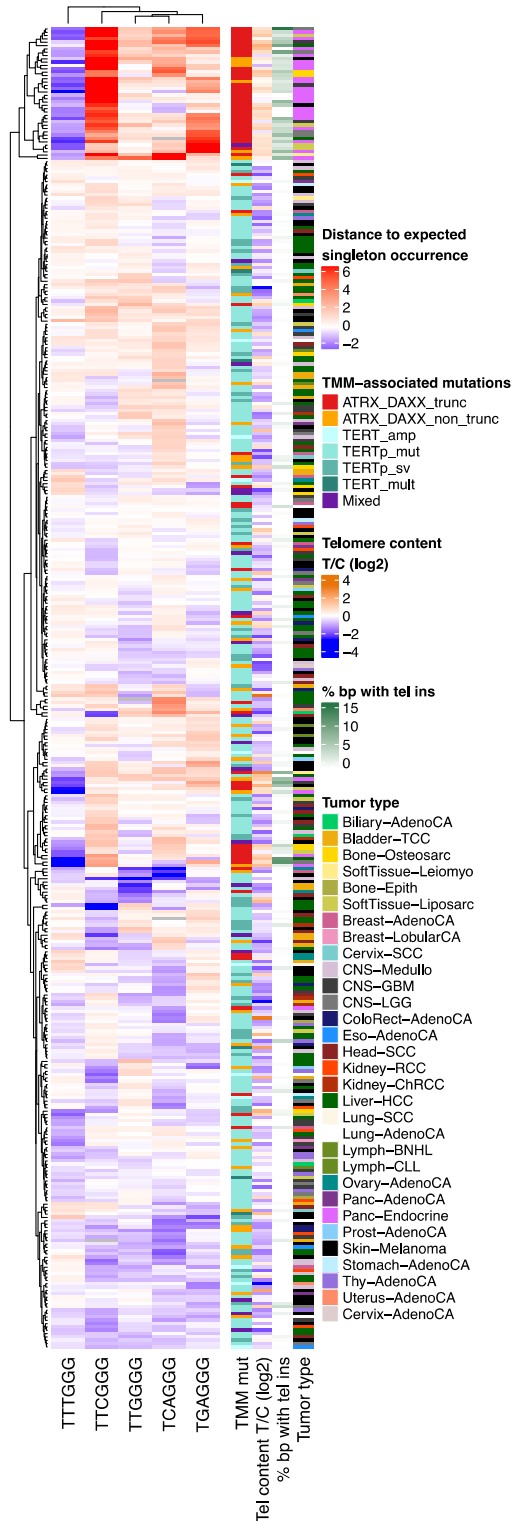 Distance to expected
singleton occurrence
6
4
2
0
−2
TMM−associated mutations
ATRX_DAXX_trunc
ATRX_DAXX_non_trunc
TERT_amp
TERTp_mut
TERTp_sv
TERT_mult
Mixed
Telomere content
T/C (log2)
4
2
0
−2
−4
% bp with tel ins
15
10
5
0
Tumor type
Biliary−AdenoCA
Bladder−TCC
Bone−Osteosarc
SoftTissue−Leiomyo
Bone−Epith
SoftTissue−Liposarc
Breast−AdenoCA
Breast−LobularCA
Cervix−SCC
CNS−Medullo
CNS−GBM
CNS−LGG
ColoRect−AdenoCA
Eso−AdenoCA
Head−SCC
Kidney−RCC
Kidney−ChRCC
Liver−HCC
Lung−SCC
Lung−AdenoCA
Lymph−BNHL
Lymph−CLL
Ovary−AdenoCA
Panc−AdenoCA
Panc−Endocrine
Prost−AdenoCA
Skin−Melanoma
Stomach−AdenoCA
Thy−AdenoCA
Uterus−AdenoCA
Cervix−AdenoCA
TTTGGG
TTCGGG
TTGGGG
TCAGGG
TGAGGG
TMM mut
Tel content T/C (log2)
% bp with tel ins
Tumor type